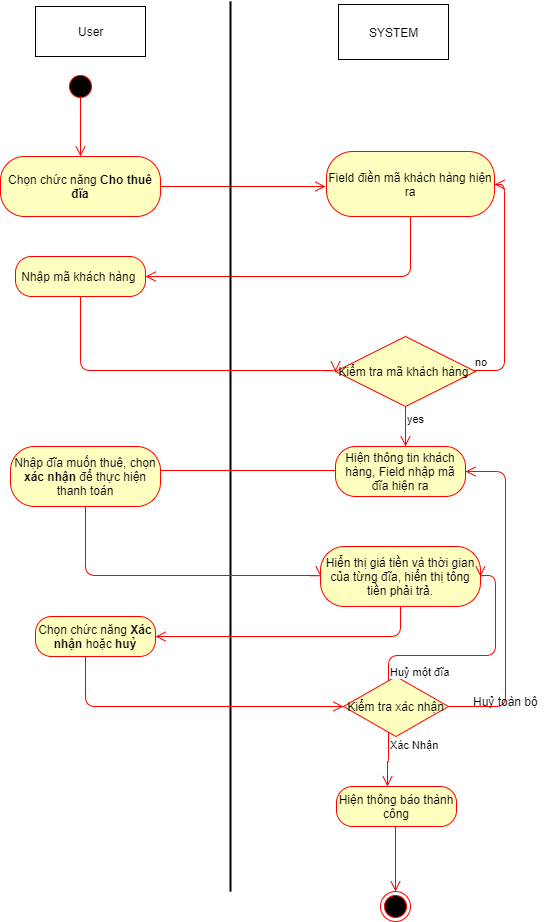 User
SYSTEM
Chọn chức năng Cho thuê
đĩa
Field điền mã khách hàng hiện
ra
Nhập mã khách hàng
Kiểm tra mã khách hàng
no
yes
Nhập đĩa muốn thuê, chọn
xác nhận để thực hiện
thanh toán
Hiện thông tin khách
hàng, Field nhập mã
đĩa hiện ra
Hiển thị giá tiền và thời gian
của từng đĩa, hiển thị tổng
tiền phải trả.
Chọn chức năng Xác
nhận hoặc huỷ
Huỷ một đĩa
Kiểm tra xác nhận
Huỷ toàn bộ
Xác Nhận
Hiện thông báo thành
công